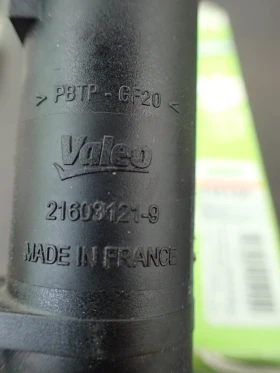 > PBTP - GF20 <
Valeo
21603121-9
MADE IN FRANCE